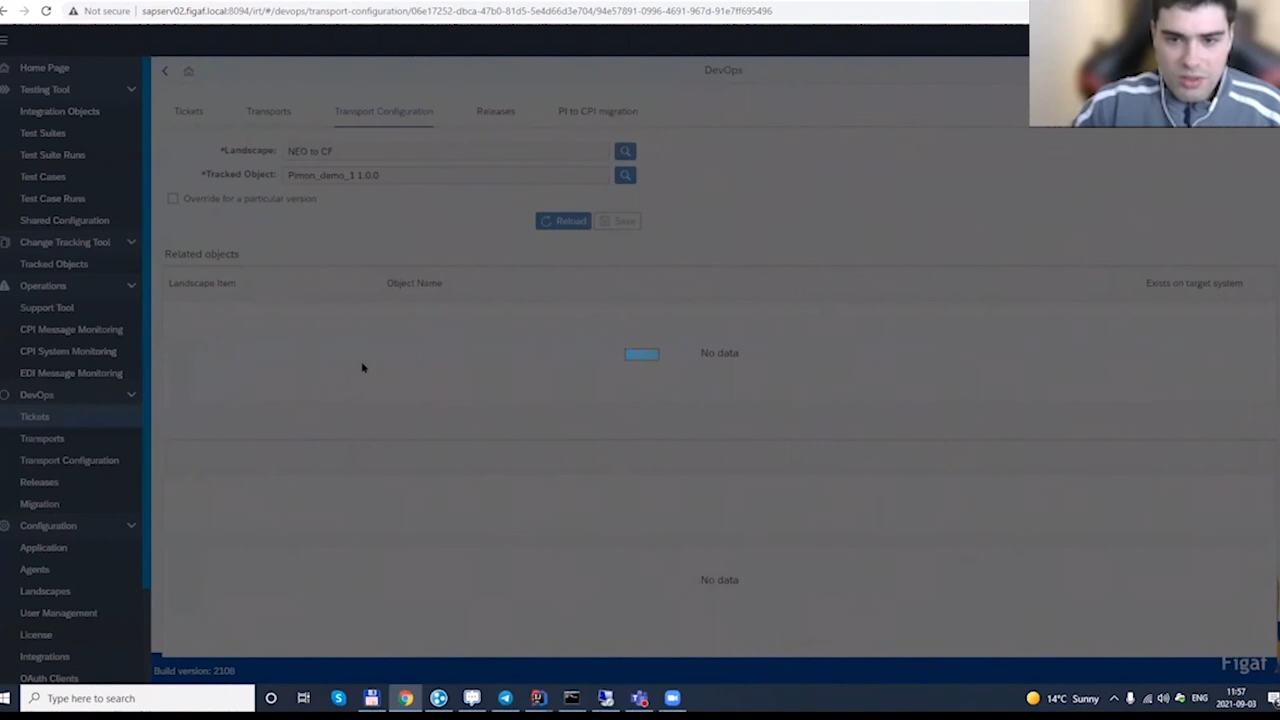 Not secure | sapserv02.figaf.local:8094/irt/#/devops/transport-configuration/06e17252-dbca-47b0-81d5-5e4d66d3e704/94e57891-0996-4691-967d-91e7ff695496
Home Page
Testing Tool
Integration Objects
Test Suites
Test Suite Runs
Test Cases
Test Case Runs
Shared Configuration
Change Tracking Tool
Tracked Objects
Operations
Support Tool
CPI Message Monitoring
CPI System Monitoring
EDI Message Monitoring
DevOps
Tickets
Transports
Transport Configuration
Releases
Migration
Configuration
Application
Agents
Landscapes
User Management
License
Integrations
OAuth Clients
DevOps
Tickets Transports Transport Configuration Releases PI to CPI migration
*Landscape: NEO to CF
*Tracked Object: Pimon_demo_1 1.0.0
Override for a particular version
Reload Save
Related objects
Landscape Item Object Name Exists on target system
No data
No data
Build version: 2108
Figaf
Type here to search
14°C Sunny
ENG
11:57
2021-09-03